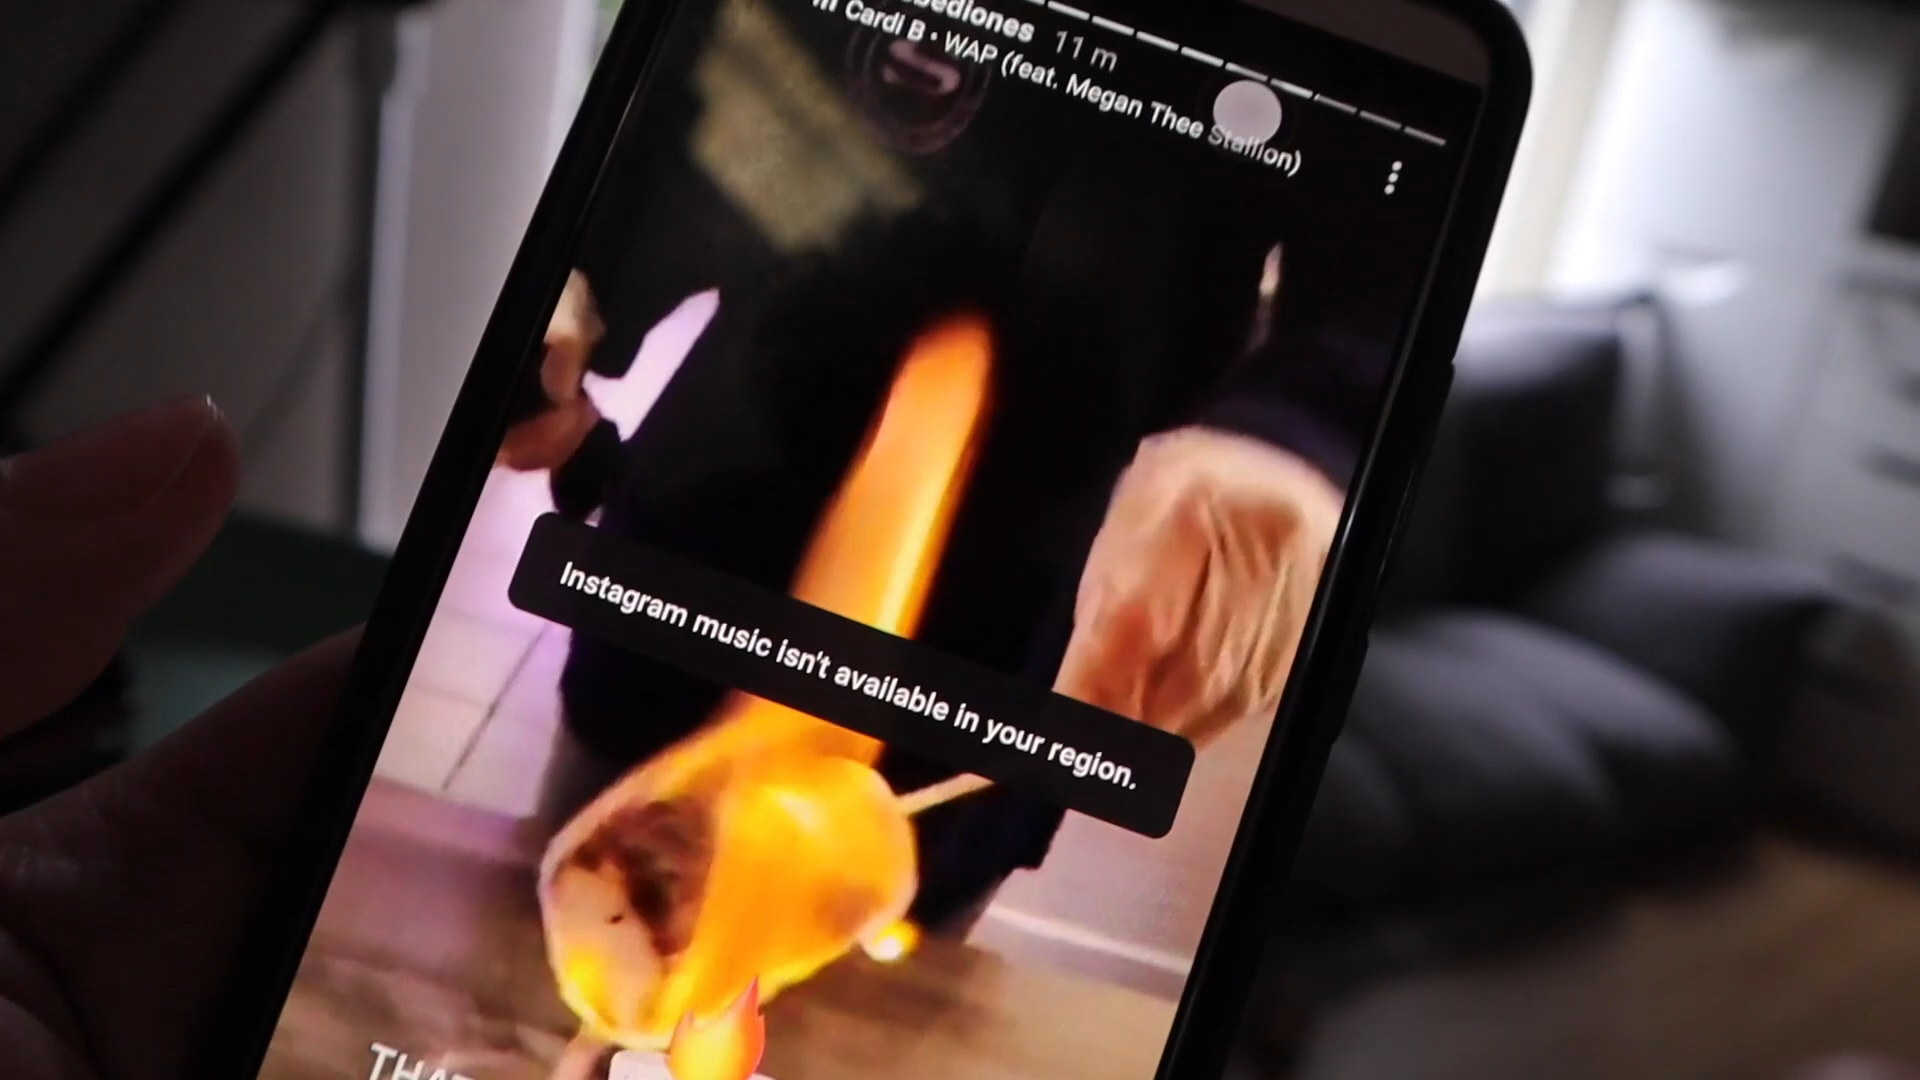 11 m
Cardi B • WAP (feat. Megan Thee Stallion)
Instagram music isn't available in your region.